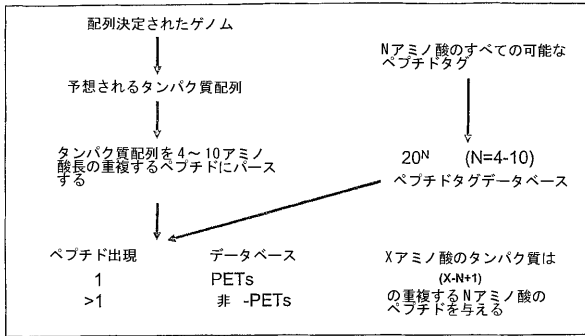 配列決定されたゲノム
予想されるタンパク質配列
タンパク質配列を4～10アミノ
酸長の重複するペプチドにパース
する
Nアミノ酸のすべての可能な
ペプチドタグ
20ᴺ (N=4-10)
ペプチドタグデータベース
ペプチド出現 データベース
1 PETs
>1 非 -PETs
Xアミノ酸のタンパク質は
(X-N+1)
の重複するNアミノ酸の
ペプチドを与える